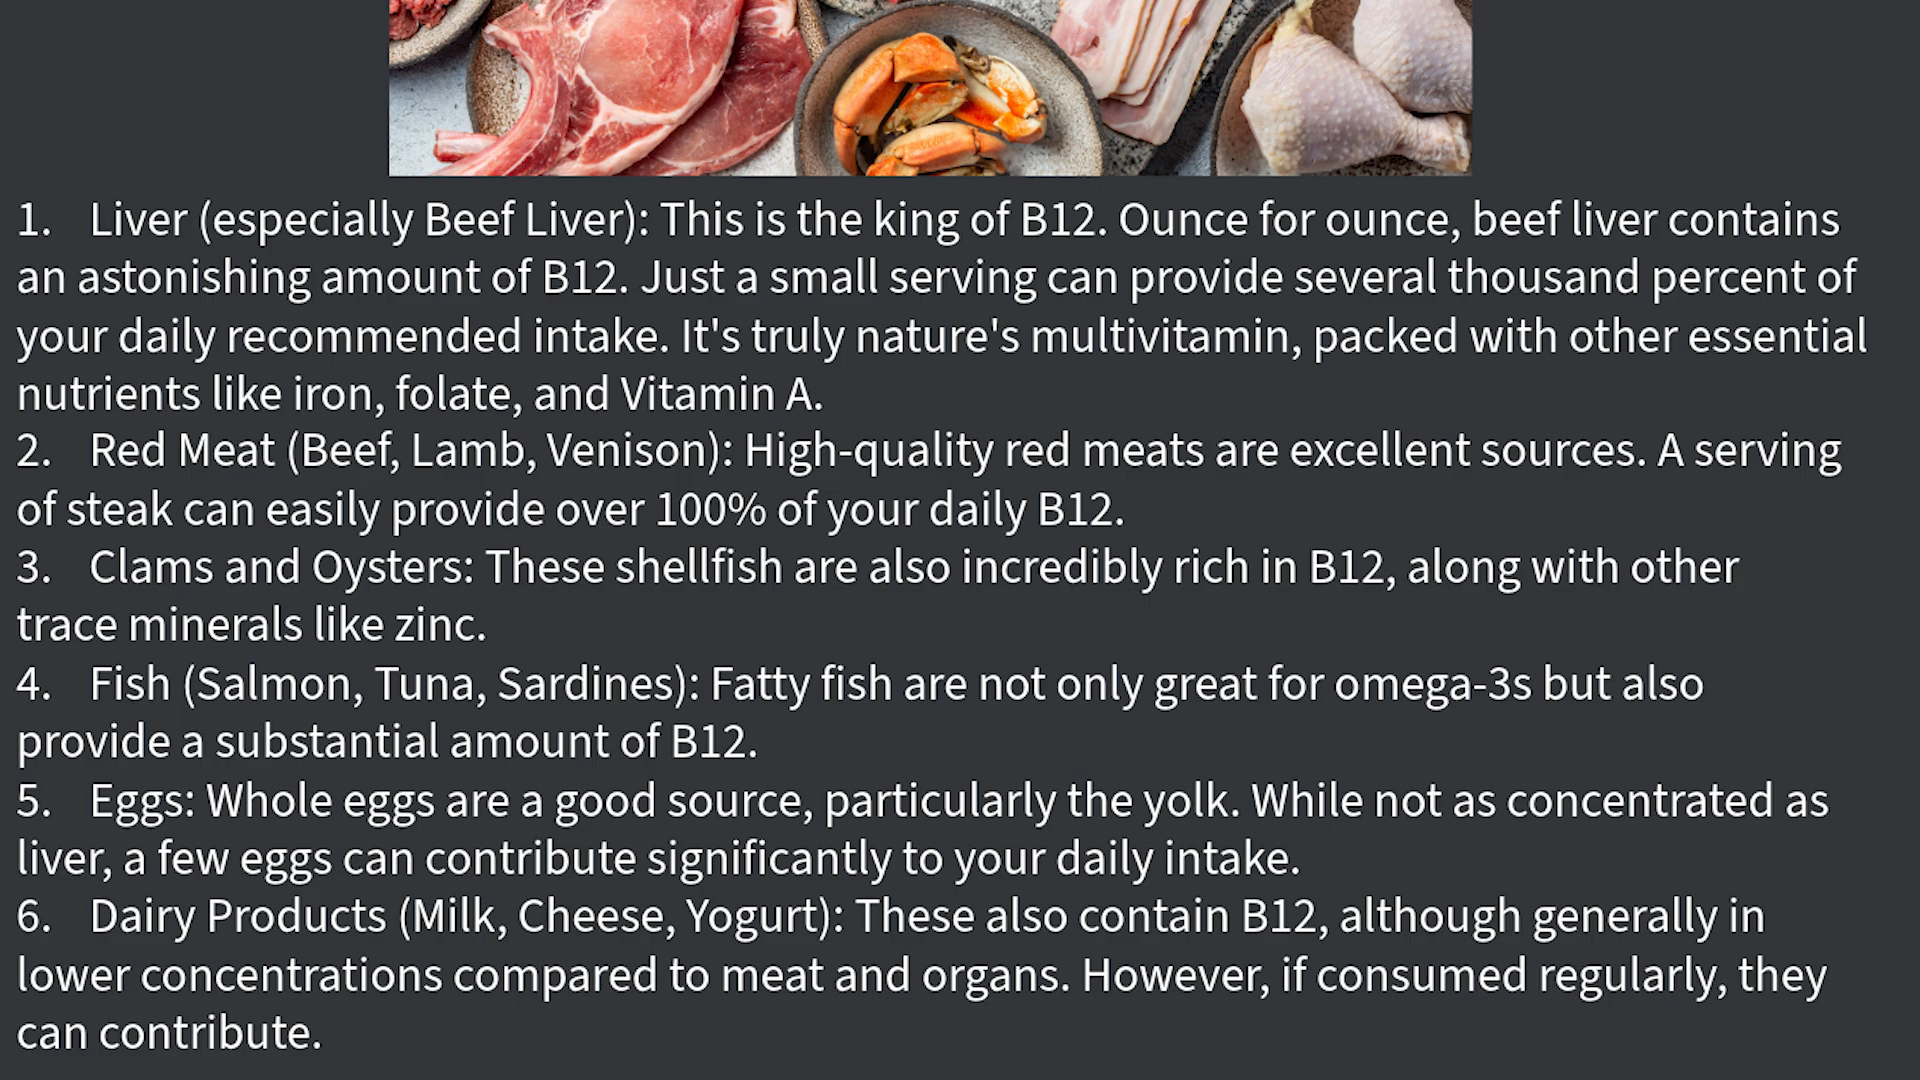 1. Liver (especially Beef Liver): This is the king of B12. Ounce for ounce, beef liver contains
an astonishing amount of B12. Just a small serving can provide several thousand percent of
your daily recommended intake. It's truly nature's multivitamin, packed with other essential
nutrients like iron, folate, and Vitamin A.
2. Red Meat (Beef, Lamb, Venison): High-quality red meats are excellent sources. A serving
of steak can easily provide over 100% of your daily B12.
3. Clams and Oysters: These shellfish are also incredibly rich in B12, along with other
trace minerals like zinc.
4. Fish (Salmon, Tuna, Sardines): Fatty fish are not only great for omega-3s but also
provide a substantial amount of B12.
5. Eggs: Whole eggs are a good source, particularly the yolk. While not as concentrated as
liver, a few eggs can contribute significantly to your daily intake.
6. Dairy Products (Milk, Cheese, Yogurt): These also contain B12, although generally in
lower concentrations compared to meat and organs. However, if consumed regularly, they
can contribute.